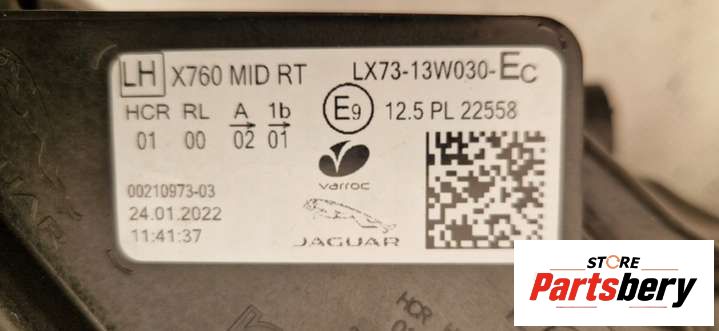 LH X760 MID RT LX73-13W030-EC
HCR RL A 1b E9 12.5 PL 22558
01 00 02 01
varroc
00210973-03
24.01.2022
11:41:37
JAGUAR
STORE
Partsbery
HCR